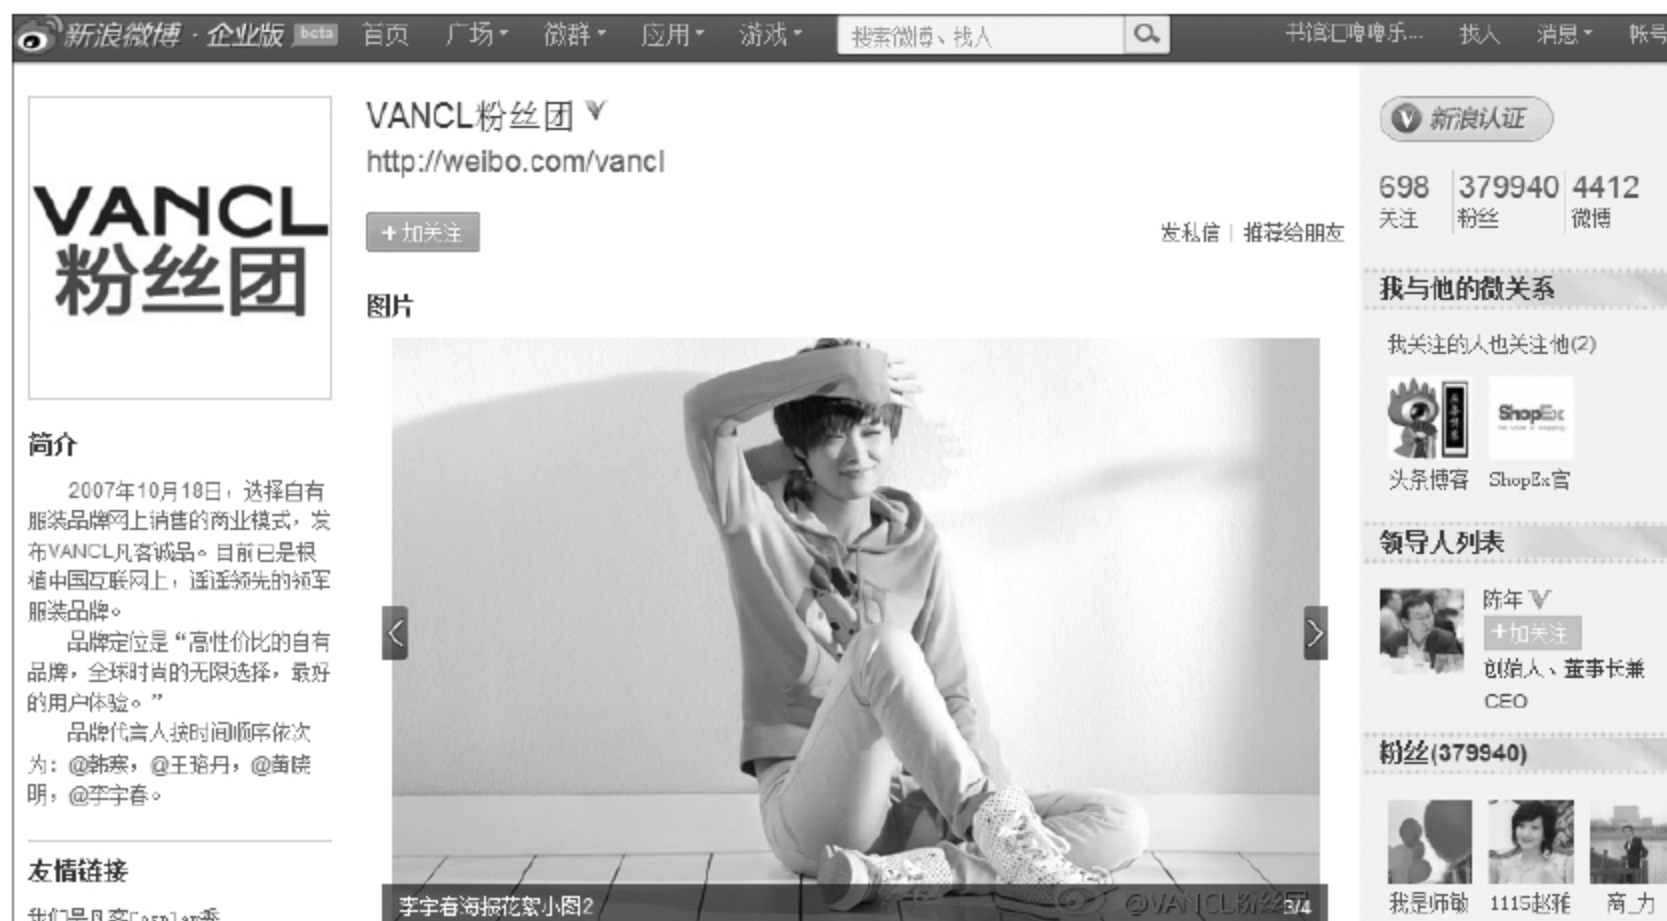 新浪微博·企业版 beta 首页 广场 微群 应用 游戏 搜索微博、找人 找人 消息 帐号
VANCL
粉丝团
简介
2007年10月18日，选择自有
服装品牌网上销售的商业模式，发
布VANCL凡客诚品。目前已是根
植中国互联网上，遥遥领先的领军
服装品牌。
品牌定位是“高性价比的自有
品牌，全球时尚的无限选择，最好
的用户体验。”
品牌代言人按时间顺序依次
为：@韩寒，@王珞丹，@黄晓
明，@李宇春。
友情链接
VANCL粉丝团
http://weibo.com/vancl
+加关注
发私信 | 推荐给朋友
图片
李宇春海报花絮小图2
@VANCL粉丝团
3/4
新浪认证
698 379940 4412
关注 粉丝 微博
我与他的微关系
我关注的人也关注他(2)
ShopEx
头条博客 ShopEx官
领导人列表
陈年
+加关注
创始人、董事长兼
CEO
粉丝(379940)
我是师敏 1115赵雅 商_力